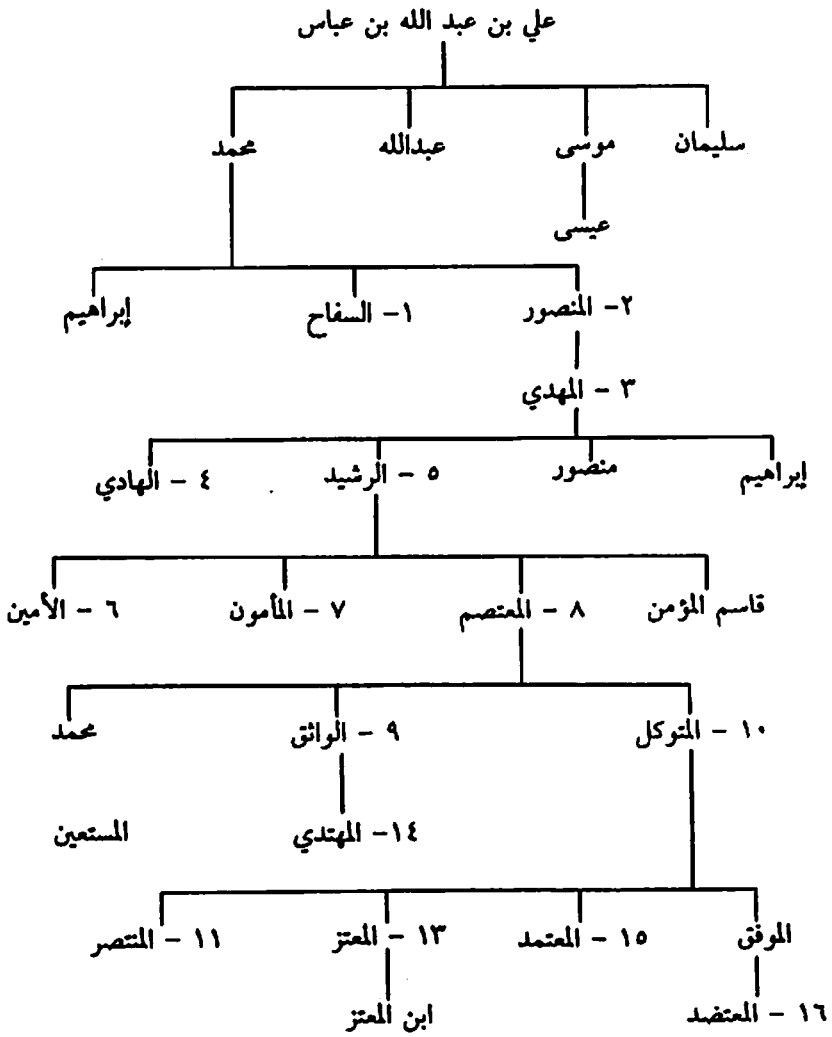 علي بن عبد الله بن عباس
سليمان موسى عبدالله محمد
عيسى
٢- المنصور ١- السفاح إبراهيم
٣ - المهدي
إبراهيم منصور ٥ - الرشيد ٤ - الهادي
قاسم المؤمن ٨ - المعتصم ٧ - المأمون ٦ - الأمين
١٠ - المتوكل ٩ - الواثق محمد
١٤- المهتدي المستعين
الموفق ١٥ - المعتمد ١٣ - المعتز ١١ - المنتصر
١٦ - المعتضد ابن المعتز